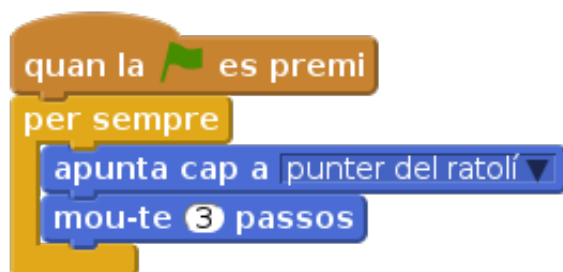 quan la es premi
per sempre
apunta cap a punter del ratolí
mou-te 3 passos